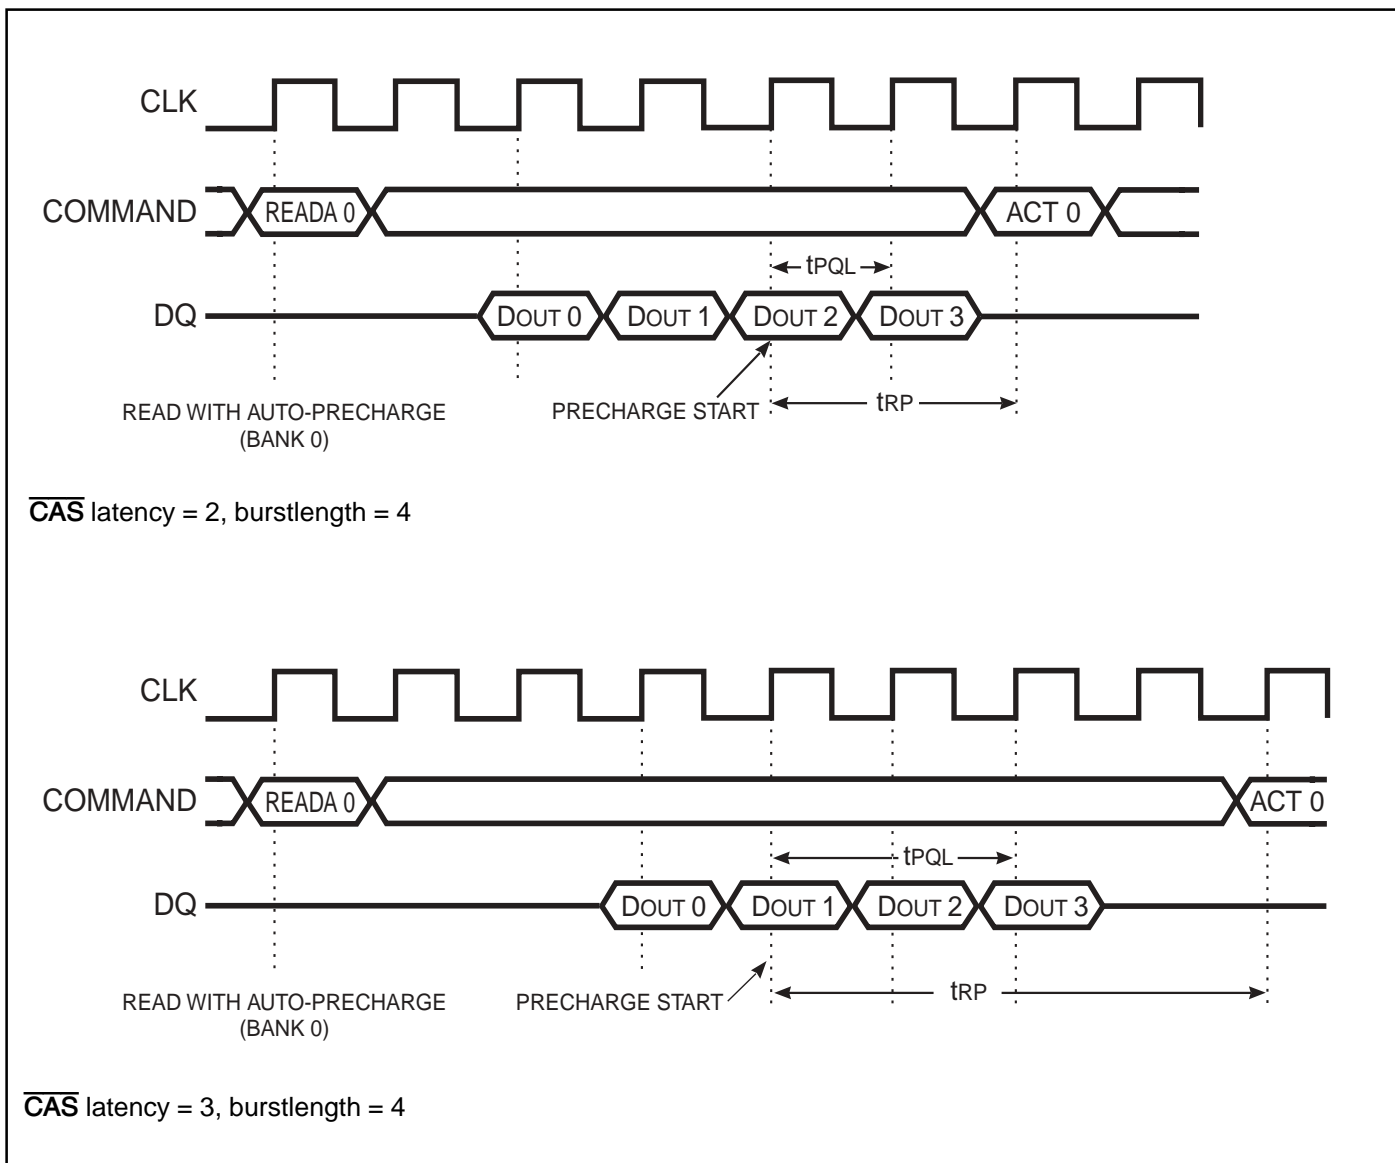 CLK
COMMAND READA 0 ACT 0
tPQL
DQ DOUT 0 DOUT 1 DOUT 2 DOUT 3
READ WITH AUTO-PRECHARGE
(BANK 0)
PRECHARGE START
tRP
CAS latency = 2, burstlength = 4
CLK
COMMAND READA 0 ACT 0
tPQL
DQ DOUT 0 DOUT 1 DOUT 2 DOUT 3
READ WITH AUTO-PRECHARGE
(BANK 0)
PRECHARGE START
tRP
CAS latency = 3, burstlength = 4